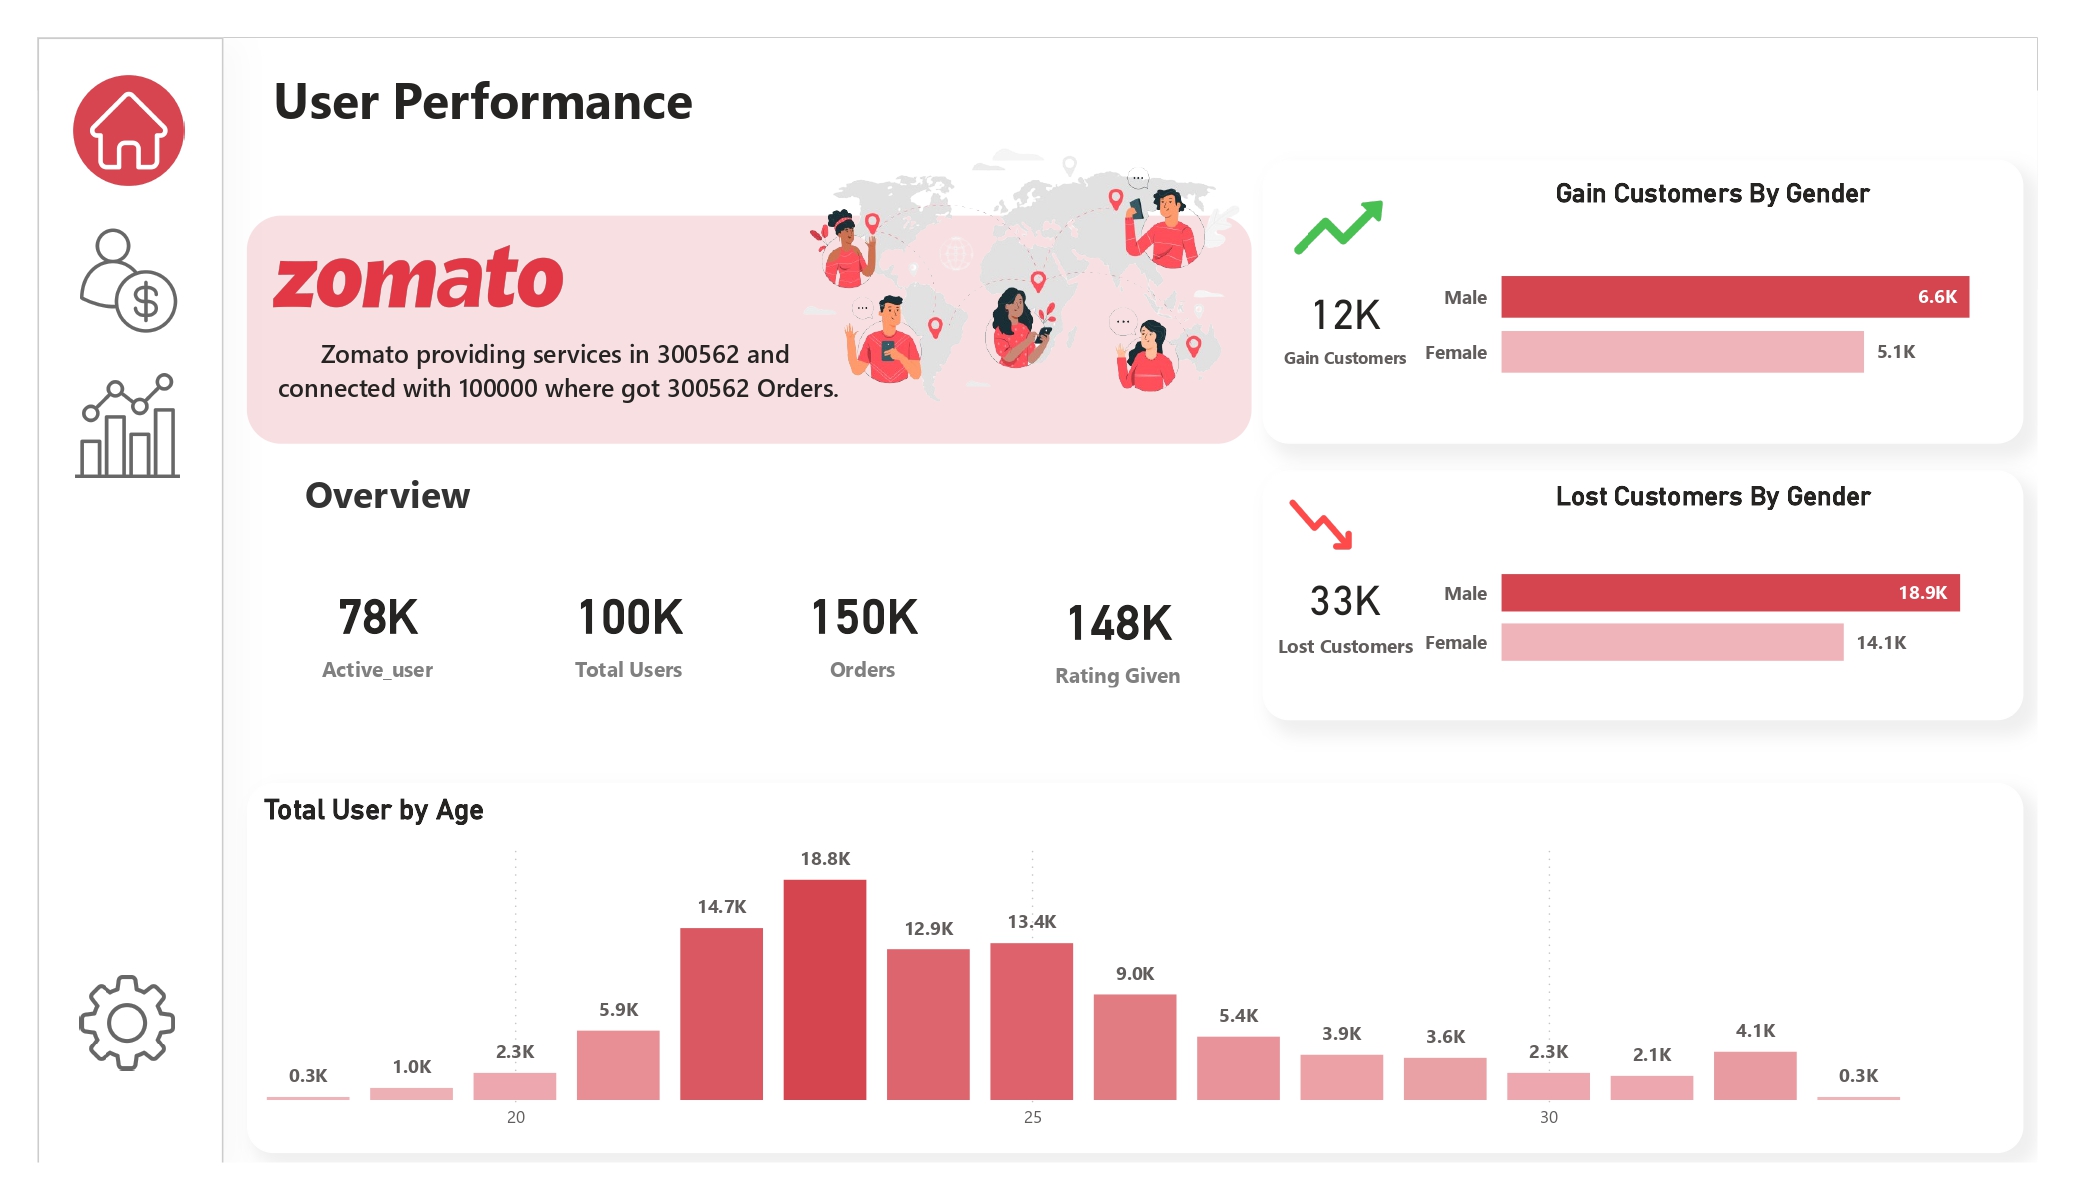 User Performance
zomato
Zomato providing services in 300562 and
connected with 100000 where got 300562 Orders.
Gain Customers By Gender
12K
Gain Customers
Male
6.6K
Female
5.1K
Overview
78K
Active_user
100K
Total Users
150K
Orders
148K
Rating Given
Lost Customers By Gender
33K
Lost Customers
Male
18.9K
Female
14.1K
Total User by Age
0.3K
1.0K
2.3K
5.9K
14.7K
18.8K
12.9K
13.4K
9.0K
5.4K
3.9K
3.6K
2.3K
2.1K
4.1K
0.3K
20
25
30